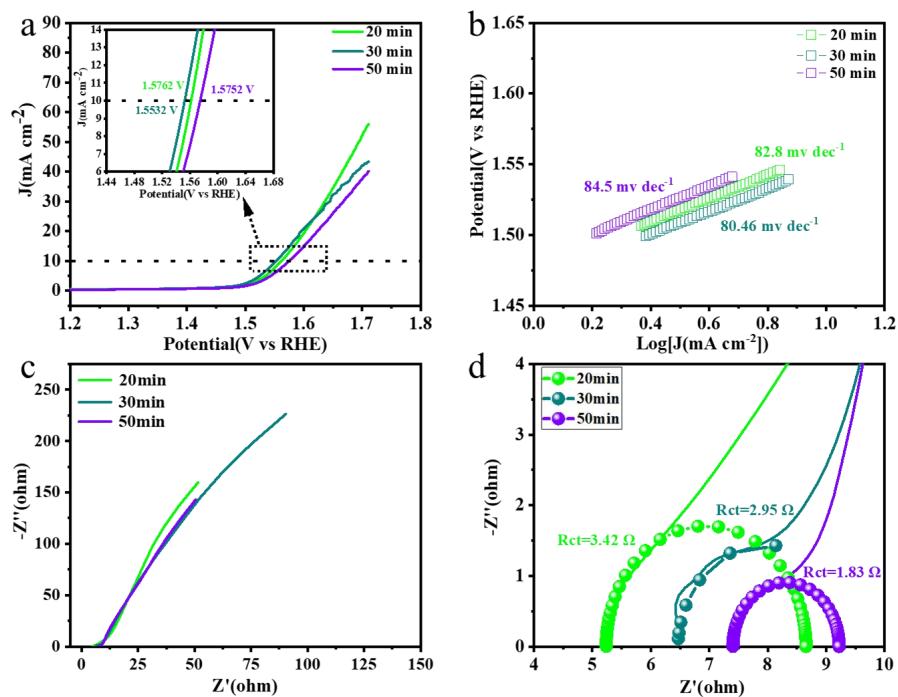 a
90
80
70
60
50
40
30
20
10
0
J(mA cm-2)
1.2 1.3 1.4 1.5 1.6 1.7 1.8
Potential(V vs RHE)
20 min
30 min
50 min
14
12
10
8
6
J(mA cm-2)
1.5762 V
1.5752 V
1.5532 V
1.44 1.48 1.52 1.56 1.60 1.64 1.68
Potential(V vs RHE)
b
1.65
1.60
1.55
1.50
1.45
Potential(V vs RHE)
20 min
30 min
50 min
82.8 mv dec-1
84.5 mv dec-1
80.46 mv dec-1
0.0 0.2 0.4 0.6 0.8 1.0 1.2
Log[J(mA cm-2])
c
275
250
225
200
175
150
125
100
75
50
25
0
-Z''(ohm)
20min
30min
50min
0 25 50 75 100 125 150
Z'(ohm)
d
4
3
2
1
0
-Z''(ohm)
20min
30min
50min
Rct=2.95 Ω
Rct=3.42 Ω
Rct=1.83 Ω
4 5 6 7 8 9 10
Z'(ohm)